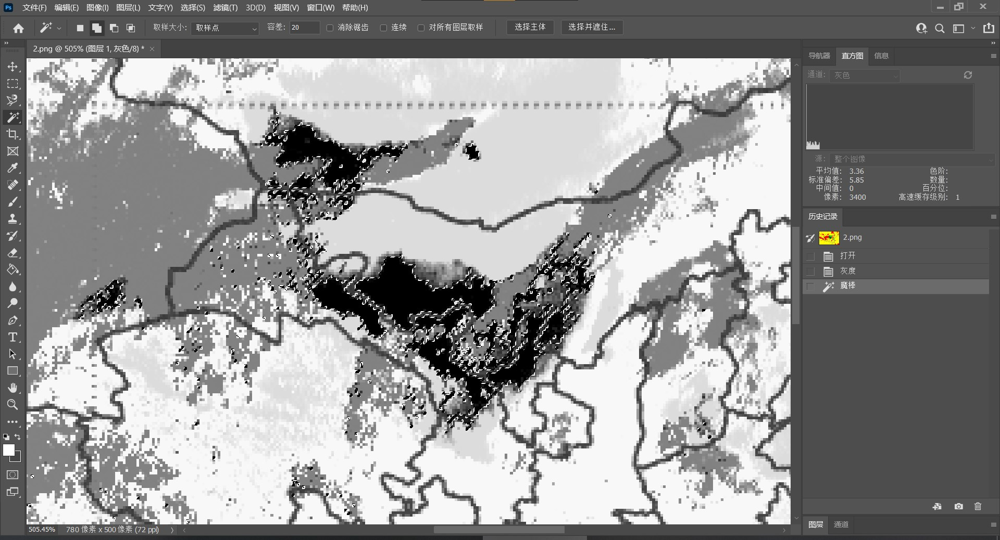 Ps 文件(F) 编辑(E) 图像(I) 图层(L) 文字(Y) 选择(S) 滤镜(T) 3D(D) 视图(V) 窗口(W) 帮助(H)
取样大小: 取样点 容差: 20 消除锯齿 连续 对所有图层取样 选择主体 选择并遮住...
2.png @ 505% (图层 1, 灰色/8) * ×
导航器 直方图 信息
通道: 灰色
源: 整个图像
平均值: 3.36 色阶:
标准偏差: 5.85 数量:
中间值: 0 百分位:
像素: 3400 高速缓存级别: 1
历史记录
2.png
打开
灰度
魔棒
图层 通道
505.45% 780 像素 x 500 像素 (72 ppi)